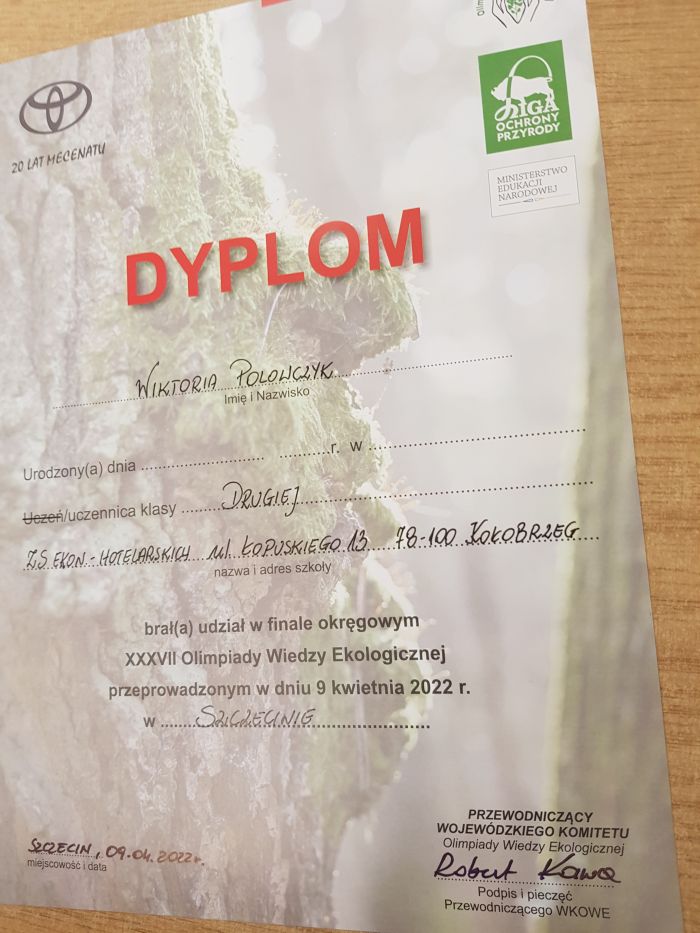 20 LAT MECENATU
LIGA
OCHRONY
PRZYRODY
MINISTERSTWO
EDUKACJI
NARODOWEJ
DYPLOM
WIKTORIA POLOWCZYK
Imię i Nazwisko
Urodzony(a) dnia ........................ ..........r. w ............................................
Uczeń/uczennica klasy ........DRUGIEJ............................................
ZS EKON-HOTELARSKICH ul. ŁOPUSKIEGO 13 78-100 KOŁOBRZEG
nazwa i adres szkoły
brał(a) udział w finale okręgowym
XXXVII Olimpiady Wiedzy Ekologicznej
przeprowadzonym w dniu 9 kwietnia 2022 r.
w .......SZCZECINIE.......................
SZCZECIN, 09.04.2022r.
miejscowość i data
PRZEWODNICZĄCY
WOJEWÓDZKIEGO KOMITETU
Olimpiady Wiedzy Ekologicznej
Robert Kawa
Podpis i pieczęć
Przewodniczącego WKOWE